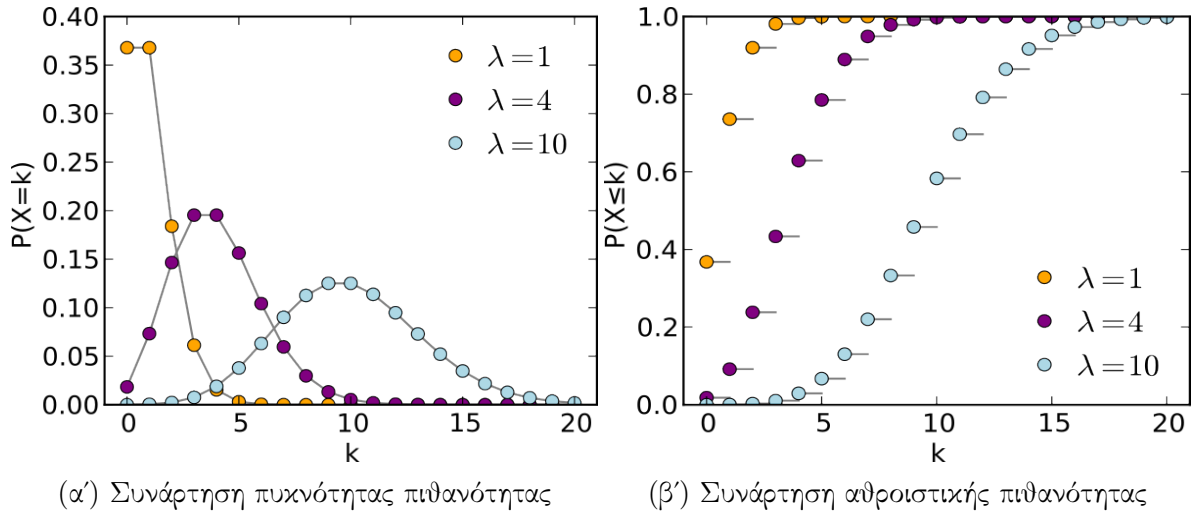 0.40
0.35
0.30
0.25
0.20
0.15
0.10
0.05
0.00
P(X=k)
0 5 10 15 20
k
λ=1
λ=4
λ=10
(αʹ) Συνάρτηση πυκνότητας πιθανότητας
1.0
0.8
0.6
0.4
0.2
0.0
P(X≤k)
0 5 10 15 20
k
λ=1
λ=4
λ=10
(βʹ) Συνάρτηση αθροιστικής πιθανότητας